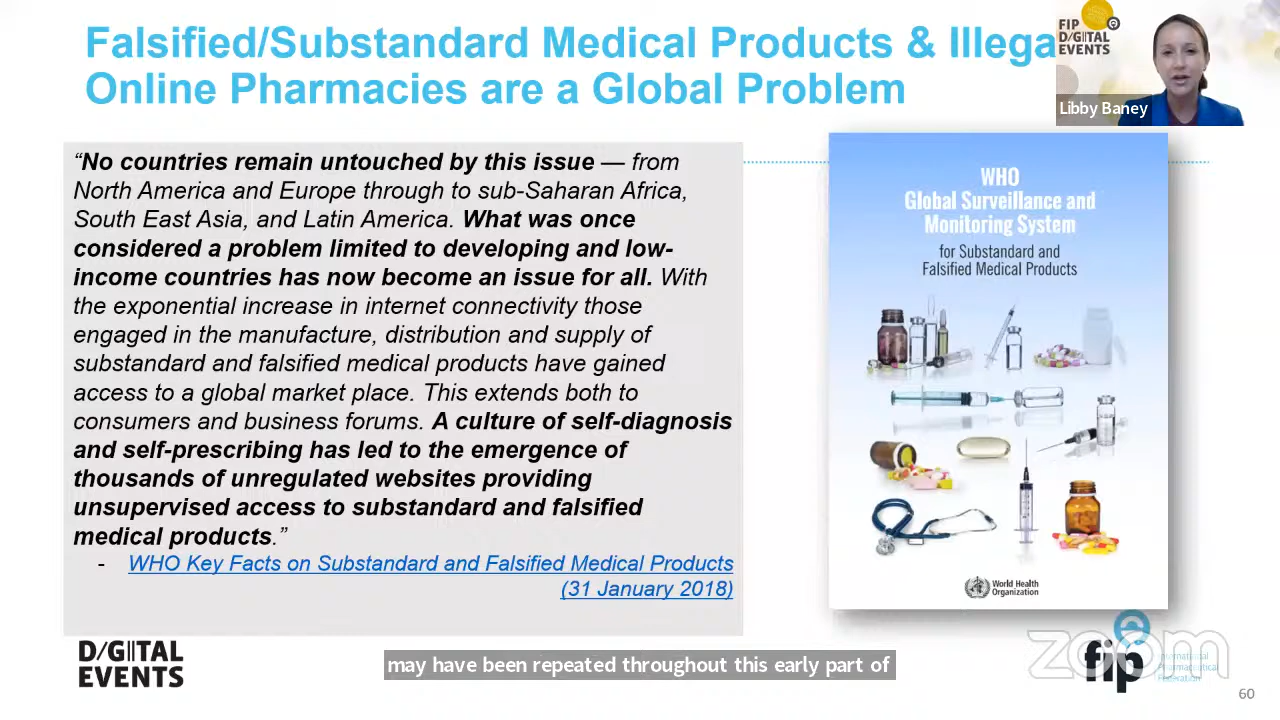 Falsified/Substandard Medical Products & Illega
Online Pharmacies are a Global Problem
FIP
D/G/TAL
EVENTS
Libby Baney
“No countries remain untouched by this issue — from
North America and Europe through to sub-Saharan Africa,
South East Asia, and Latin America. What was once
considered a problem limited to developing and low-
income countries has now become an issue for all. With
the exponential increase in internet connectivity those
engaged in the manufacture, distribution and supply of
substandard and falsified medical products have gained
access to a global market place. This extends both to
consumers and business forums. A culture of self-diagnosis
and self-prescribing has led to the emergence of
thousands of unregulated websites providing
unsupervised access to substandard and falsified
medical products.”
- WHO Key Facts on Substandard and Falsified Medical Products
(31 January 2018)
WHO
Global Surveillance and
Monitoring System
for Substandard and
Falsified Medical Products
World Health
Organization
D/GITAL
EVENTS
may have been repeated throughout this early part of
zoom
fip
International
Pharmaceutical
Federation
60